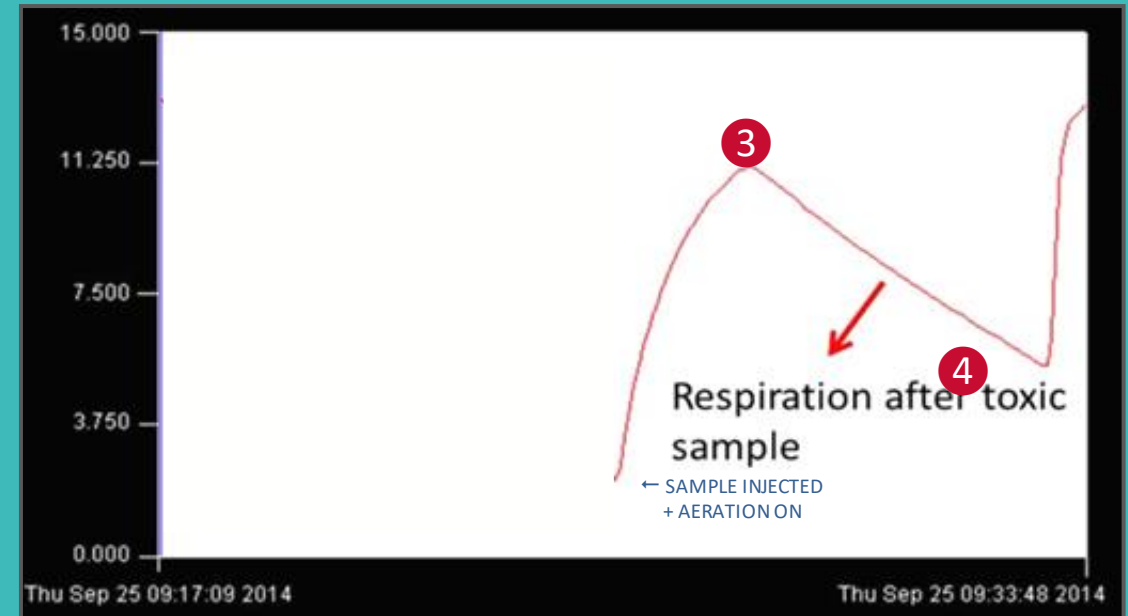 15.000
3
11.250
7.500
4
Respiration after toxic
3.750
sample
← SAMPLE INJECTED
+ AERATION ON
0.000
Thu Sep 25 09:17:09 2014
Thu Sep 25 09:33:48 2014